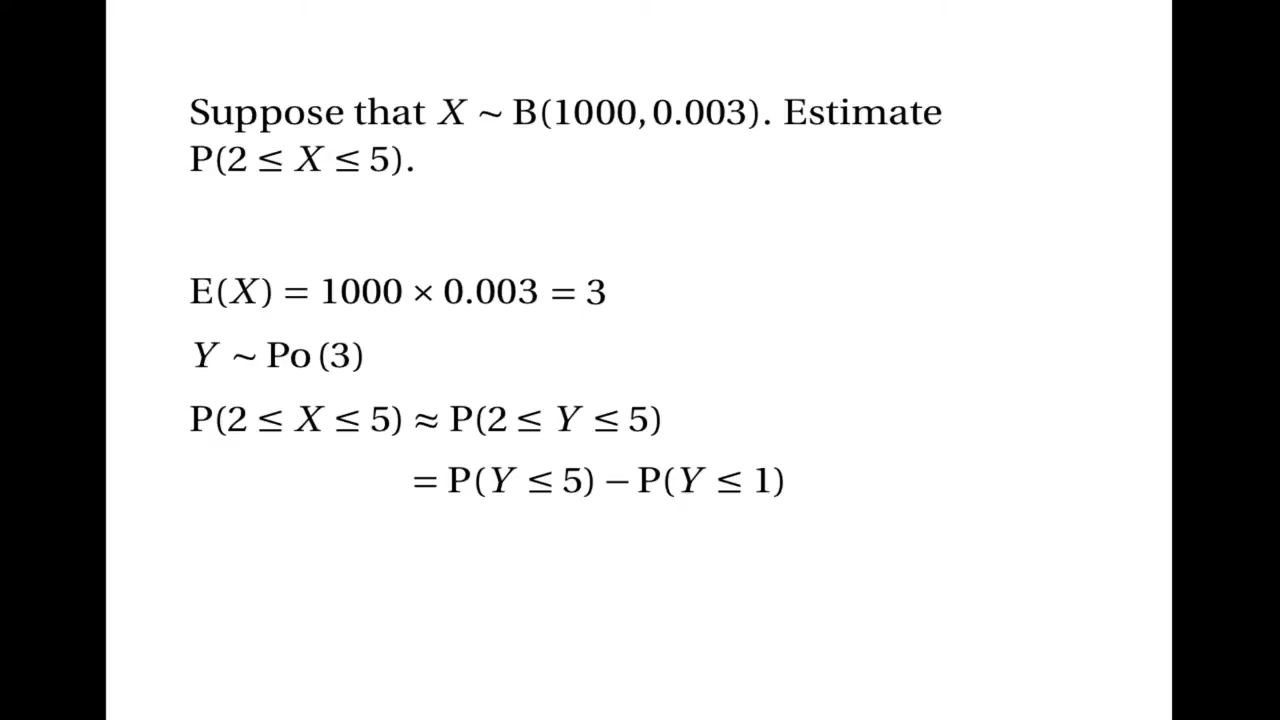 Suppose that X ~ B(1000, 0.003). Estimate
P(2 ≤ X ≤ 5).
E(X) = 1000 × 0.003 = 3
Y ~ Po (3)
P(2 ≤ X ≤ 5) ≈ P(2 ≤ Y ≤ 5)
= P(Y ≤ 5) − P(Y ≤ 1)